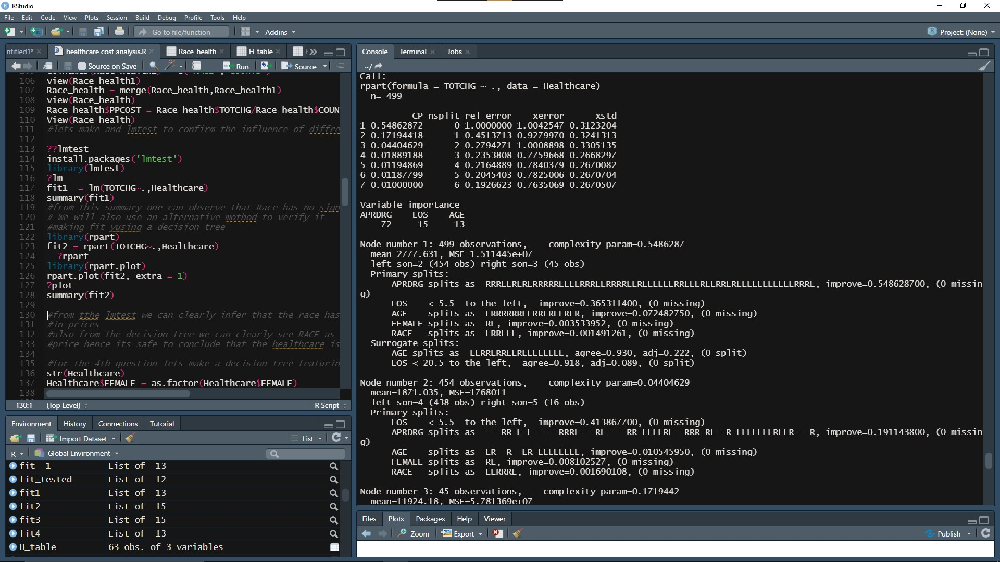 RStudio
File Edit Code View Plots Session Build Debug Profile Tools Help
Go to file/function Addins Project: (None)
ntitled1* healthcare cost analysis.R Race_health H_table
Source on Save Run Source
106 view(Race_health1)
107 Race_health = merge(Race_health,Race_health1)
108 view(Race_health)
109 Race_health$PPCOST = Race_health$TOTCHG/Race_health$COUN
110 View(Race_health)
111 #lets make and lmtest to confirm the influence of diffre
112
113 ??lmtest
114 install.packages('lmtest')
115 library(lmtest)
116 ?lm
117 fit1 = lm(TOTCHG~.,Healthcare)
118 summary(fit1)
119 #from this summary one can observe that Race has no sign
120 # We will also use an alternative mothod to verify it
121 #making fit yusing a decision tree
122 library(rpart)
123 fit2 = rpart(TOTCHG~.,Healthcare)
124 ?rpart
125 library(rpart.plot)
126 rpart.plot(fit2, extra = 1)
127 ?plot
128 summary(fit2)
129
130 #from tthe lmtest we can clearly infer that the race has
131 #in prices
132 #also from the decision tree we can clearly see RACE as
133 #price hence its safe to conclude that the healthcare is
134
135 #for the 4th question lets make a decision tree featurin
136 str(Healthcare)
137 Healthcare$FEMALE = as.factor(Healthcare$FEMALE)
138
130:1 (Top Level) R Script
Environment History Connections Tutorial
Import Dataset List
R Global Environment
fit__1 List of 13
fit_tested List of 12
fit1 List of 13
fit2 List of 15
fit3 List of 15
fit4 List of 13
H_table 63 obs. of 3 variables
Console Terminal Jobs
~/
Call:
rpart(formula = TOTCHG ~ ., data = Healthcare)
n= 499
CP nsplit rel error xerror xstd
1 0.54862872 0 1.0000000 1.0042547 0.3123204
2 0.17194418 1 0.4513713 0.9279970 0.3241313
3 0.04404629 2 0.2794271 1.0008898 0.3305135
4 0.01889188 3 0.2353808 0.7759668 0.2668297
5 0.01194869 4 0.2164889 0.7840379 0.2670082
6 0.01187799 5 0.2045403 0.7825006 0.2670704
7 0.01000000 6 0.1926623 0.7635069 0.2670507
Variable importance
APRDRG LOS AGE
72 15 13
Node number 1: 499 observations, complexity param=0.5486287
mean=2777.631, MSE=1.511445e+07
left son=2 (454 obs) right son=3 (45 obs)
Primary splits:
APRDRG splits as RRRLLRLRLRRRRRLLLLRRRLLRRRRLLRLLLLLLRRLLLRLLRRLRLLLLLLLLLLLRRRL, improve=0.548628700, (0 missin
g)
LOS < 5.5 to the left, improve=0.365311400, (0 missing)
AGE splits as LRRRRRRLLRRLRLLRLR, improve=0.072482750, (0 missing)
FEMALE splits as RL, improve=0.003533952, (0 missing)
RACE splits as LRRLLL, improve=0.001491261, (0 missing)
Surrogate splits:
AGE splits as LLRRLRRLLRLLLLLLLL, agree=0.930, adj=0.222, (0 split)
LOS < 20.5 to the left, agree=0.918, adj=0.089, (0 split)
Node number 2: 454 observations, complexity param=0.04404629
mean=1871.035, MSE=1768011
left son=4 (438 obs) right son=5 (16 obs)
Primary splits:
LOS < 5.5 to the left, improve=0.413867700, (0 missing)
APRDRG splits as ---RR-L-L-----RRRL---RL----RR-LLLLRL--RRR-RL--R-LLLLLLLRLLR---R, improve=0.191143800, (0 missin
g)
AGE splits as LR--R--LR-LLLLLLLL, improve=0.010545950, (0 missing)
FEMALE splits as RL, improve=0.008102527, (0 missing)
RACE splits as LLRRRL, improve=0.001690108, (0 missing)
Node number 3: 45 observations, complexity param=0.1719442
mean=11924.18, MSE=5.781369e+07
Files Plots Packages Help Viewer
Zoom Export Publish